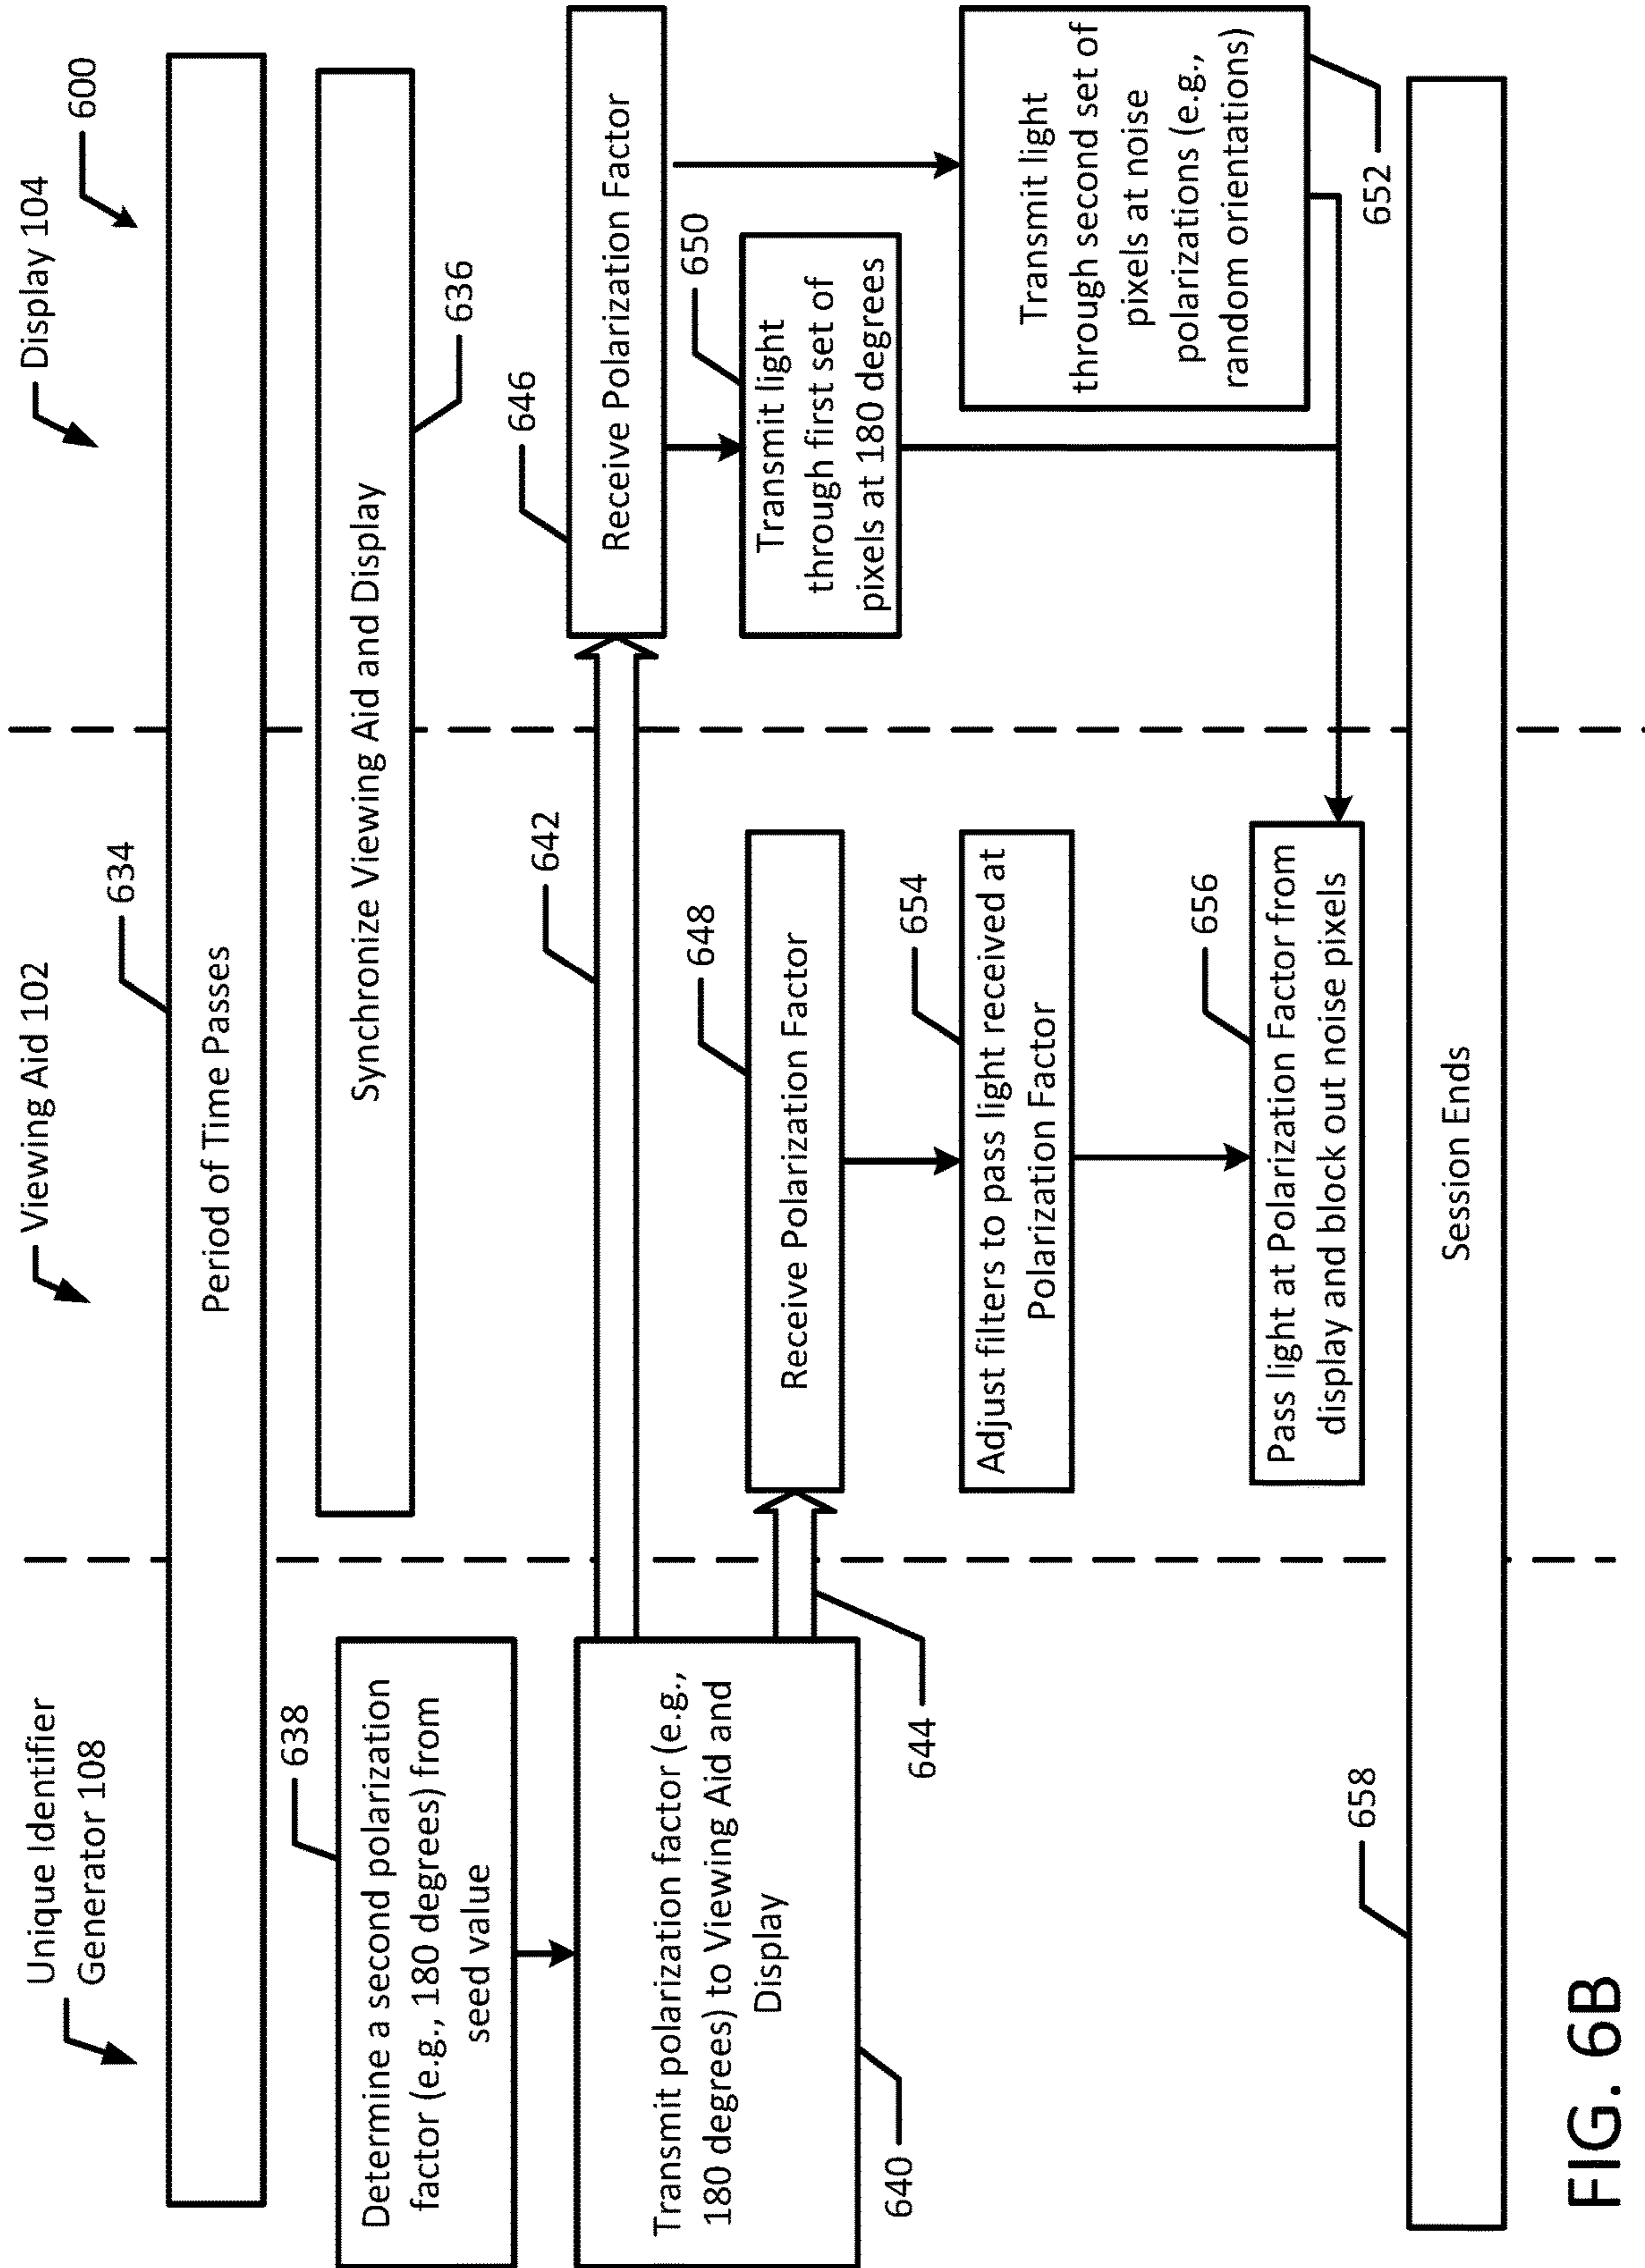 Unique Identifier
Generator 108
Viewing Aid 102
Display 104
600
634
Period of Time Passes
Synchronize Viewing Aid and Display
636
638
Determine a second polarization
factor (e.g., 180 degrees) from
seed value
Transmit polarization factor (e.g.,
180 degrees) to Viewing Aid and
Display
640
642
644
646
Receive Polarization Factor
648
Receive Polarization Factor
650
Transmit light
through first set of
pixels at 180 degrees
Transmit light
through second set of
pixels at noise
polarizations (e.g.,
random orientations)
652
654
Adjust filters to pass light received at
Polarization Factor
656
Pass light at Polarization Factor from
display and block out noise pixels
658
Session Ends
FIG. 6B